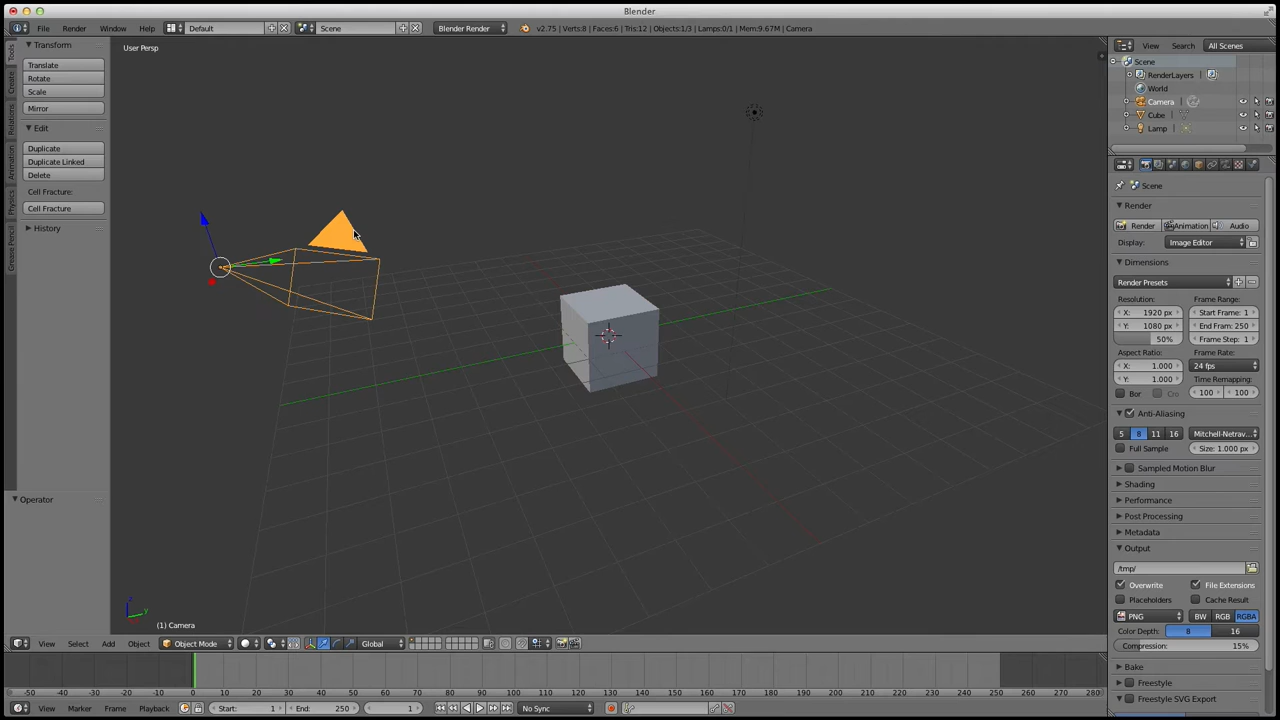 Blender
File Render Window Help Default Scene Blender Render v2.75 | Verts:8 | Faces:6 | Tris:12 | Objects:1/3 | Lamps:0/1 | Mem:9.67M | Camera
Tools
Create
Relations
Animation
Physics
Grease Pencil
Transform
Translate
Rotate
Scale
Mirror
Edit
Duplicate
Duplicate Linked
Delete
Cell Fracture:
Cell Fracture
History
Operator
User Persp
z
y
(1) Camera
View Select Add Object Object Mode Global
-50 -40 -30 -20 -10 0 10 20 30 40 50 60 70 80 90 100 110 120 130 140 150 160 170 180 190 200 210 220 230 240 250 260 270 280
View Marker Frame Playback Start: 1 End: 250 1 No Sync
View Search All Scenes
Scene
RenderLayers
World
Camera
Cube
Lamp
Scene
Render
Render Animation Audio
Display: Image Editor
Dimensions
Render Presets
Resolution: Frame Range:
X: 1920 px Start Frame: 1
Y: 1080 px End Fram: 250
50% Frame Step: 1
Aspect Ratio: Frame Rate:
X: 1.000 24 fps
Y: 1.000 Time Remapping:
Bor Cro 100 100
Anti-Aliasing
5 8 11 16 Mitchell-Netrav...
Full Sample Size: 1.000 px
Sampled Motion Blur
Shading
Performance
Post Processing
Metadata
Output
/tmp/
Overwrite File Extensions
Placeholders Cache Result
PNG BW RGB RGBA
Color Depth: 8 16
Compression: 15%
Bake
Freestyle
Freestyle SVG Export